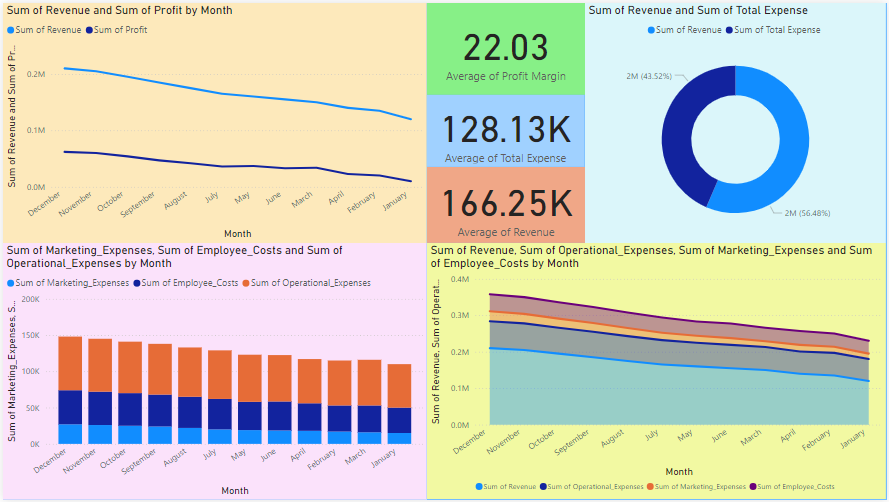 Sum of Revenue and Sum of Profit by Month
Sum of Revenue Sum of Profit
Sum of Revenue and Sum of Pr...
0.2M
0.1M
0.0M
December November October September August July May June March April February January
Month
22.03
Average of Profit Margin
128.13K
Average of Total Expense
166.25K
Average of Revenue
Sum of Revenue and Sum of Total Expense
Sum of Revenue Sum of Total Expense
2M (43.52%)
2M (56.48%)
Sum of Marketing_Expenses, Sum of Employee_Costs and Sum of
Operational_Expenses by Month
Sum of Marketing_Expenses Sum of Employee_Costs Sum of Operational_Expenses
Sum of Marketing_Expenses, S...
200K
150K
100K
50K
0K
December November October September August July May June April February March January
Month
Sum of Revenue, Sum of Operational_Expenses, Sum of Marketing_Expenses and Sum
of Employee_Costs by Month
Sum of Revenue, Sum of Operat...
0.4M
0.3M
0.2M
0.1M
0.0M
December November October September August July May June March April February January
Month
Sum of Revenue Sum of Operational_Expenses Sum of Marketing_Expenses Sum of Employee_Costs